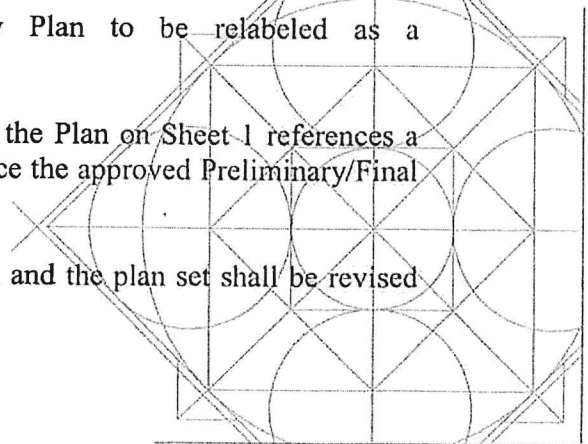 Plan to be relabeled as a
the Plan on Sheet 1 references a
the approved Preliminary/Final
and the plan set shall be revised